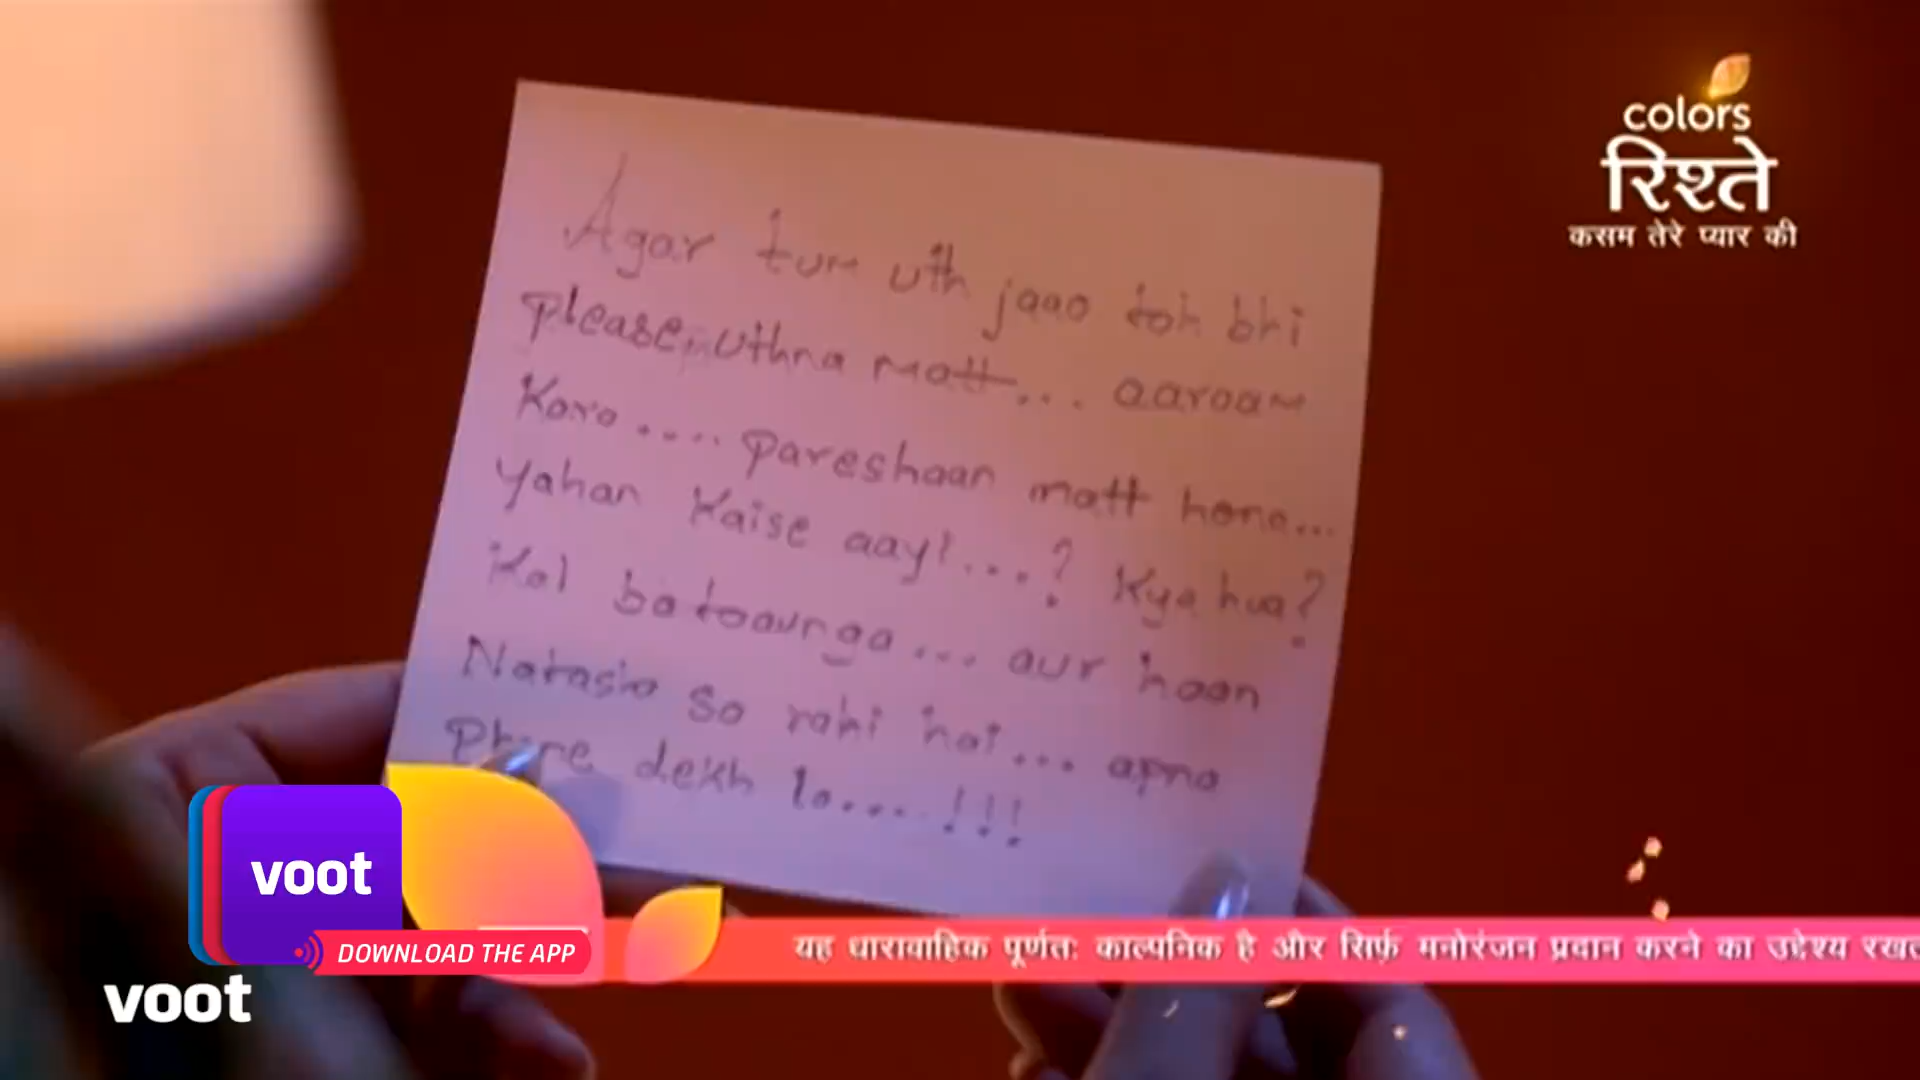 colors
रिश्ते
कसम तेरे प्यार की
Agar tum uth jaao toh bhi
please uthna matt... aaraam
Karo.... pareshaan matt hona...
yahan Kaise aayi...? Kya hua?
Kal bataaunga... aur haan
Natasha so rahi hai... apna
Phone dekh lo....!!!
voot
DOWNLOAD THE APP
यह धारावाहिक पूर्णतः काल्पनिक है और सिर्फ़ मनोरंजन प्रदान करने का उद्देश्य
voot